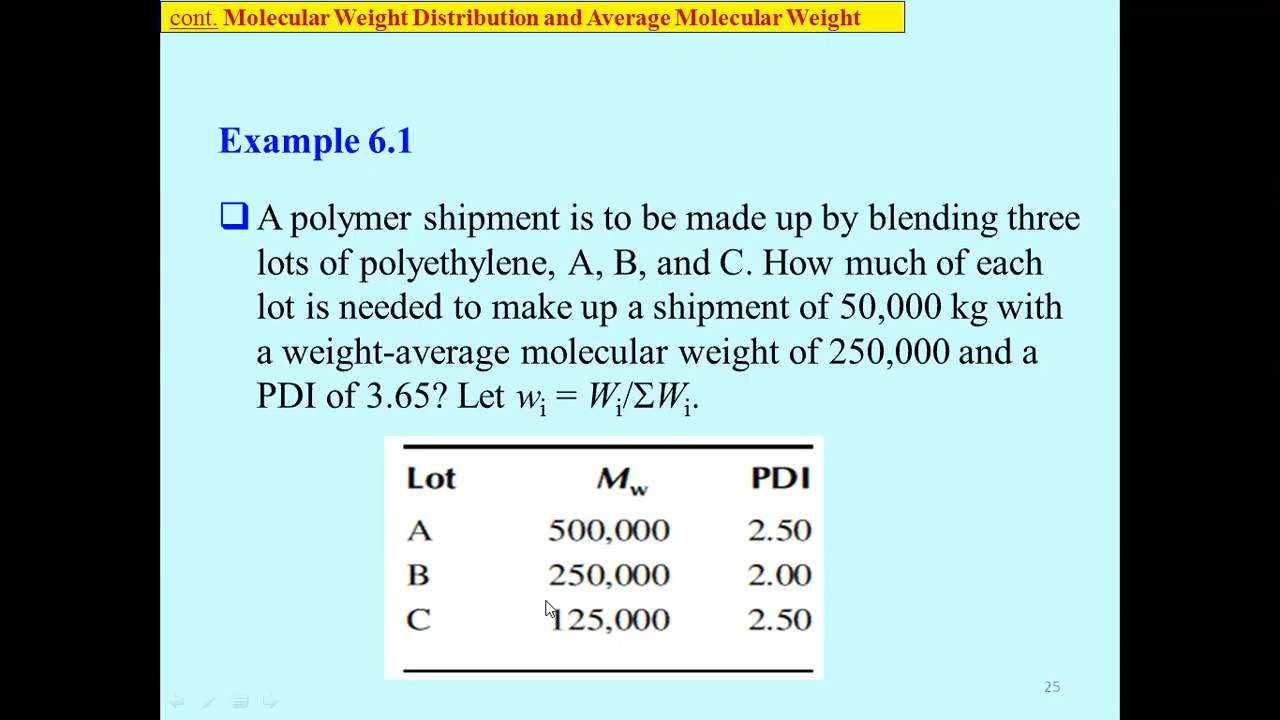 cont. Molecular Weight Distribution and Average Molecular Weight
Example 6.1
A polymer shipment is to be made up by blending three
lots of polyethylene, A, B, and C. How much of each
lot is needed to make up a shipment of 50,000 kg with
a weight-average molecular weight of 250,000 and a
PDI of 3.65? Let wi = Wi/ΣWi.
Lot Mw PDI
A 500,000 2.50
B 250,000 2.00
C 125,000 2.50
25